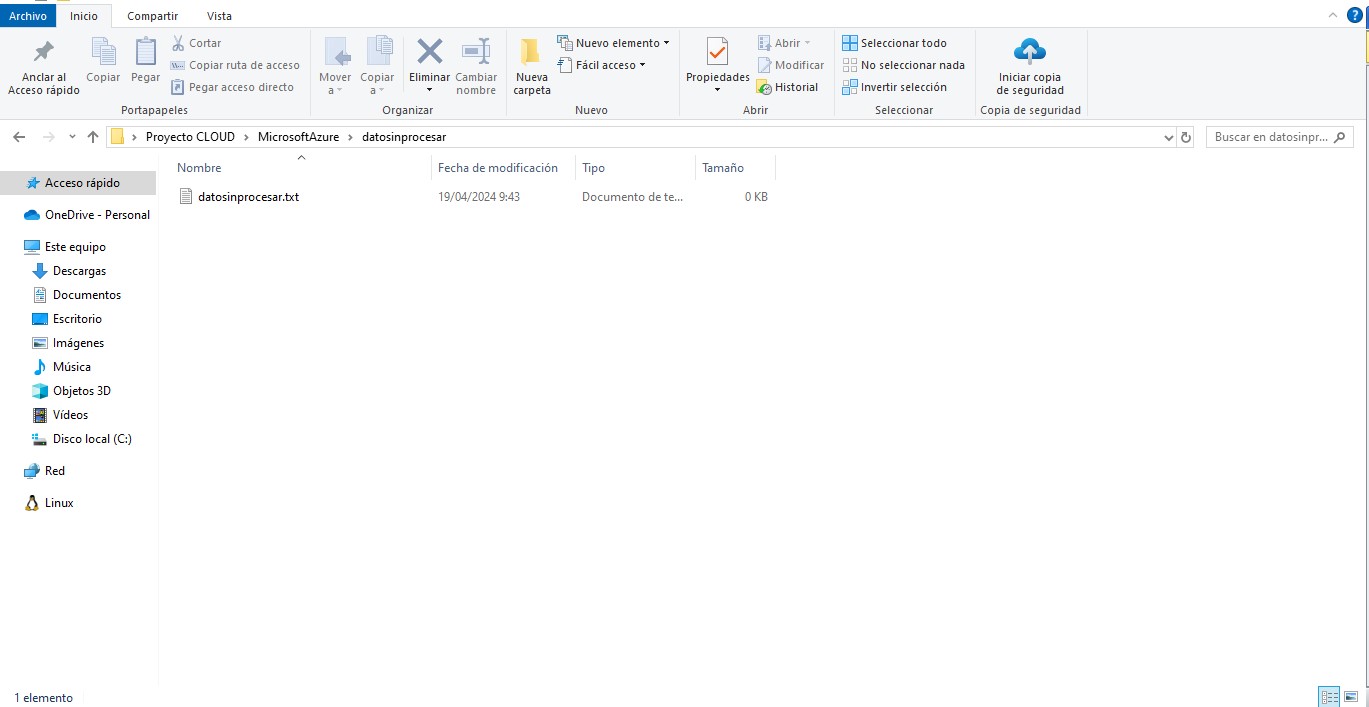 Archivo Inicio Compartir Vista
Anclar al Acceso rápido
Copiar
Pegar
Cortar
Copiar ruta de acceso
Pegar acceso directo
Portapapeles
Mover a
Copiar a
Eliminar
Cambiar nombre
Organizar
Nueva carpeta
Nuevo elemento
Fácil acceso
Nuevo
Propiedades
Abrir
Modificar
Historial
Abrir
Seleccionar todo
No seleccionar nada
Invertir selección
Seleccionar
Iniciar copia de seguridad
Copia de seguridad
Proyecto CLOUD > MicrosoftAzure > datosinprocesar
Buscar en datosinpr...
Nombre Fecha de modificación Tipo Tamaño
datosinprocesar.txt 19/04/2024 9:43 Documento de te... 0 KB
Acceso rápido
OneDrive - Personal
Este equipo
Descargas
Documentos
Escritorio
Imágenes
Música
Objetos 3D
Vídeos
Disco local (C:)
Red
Linux
1 elemento